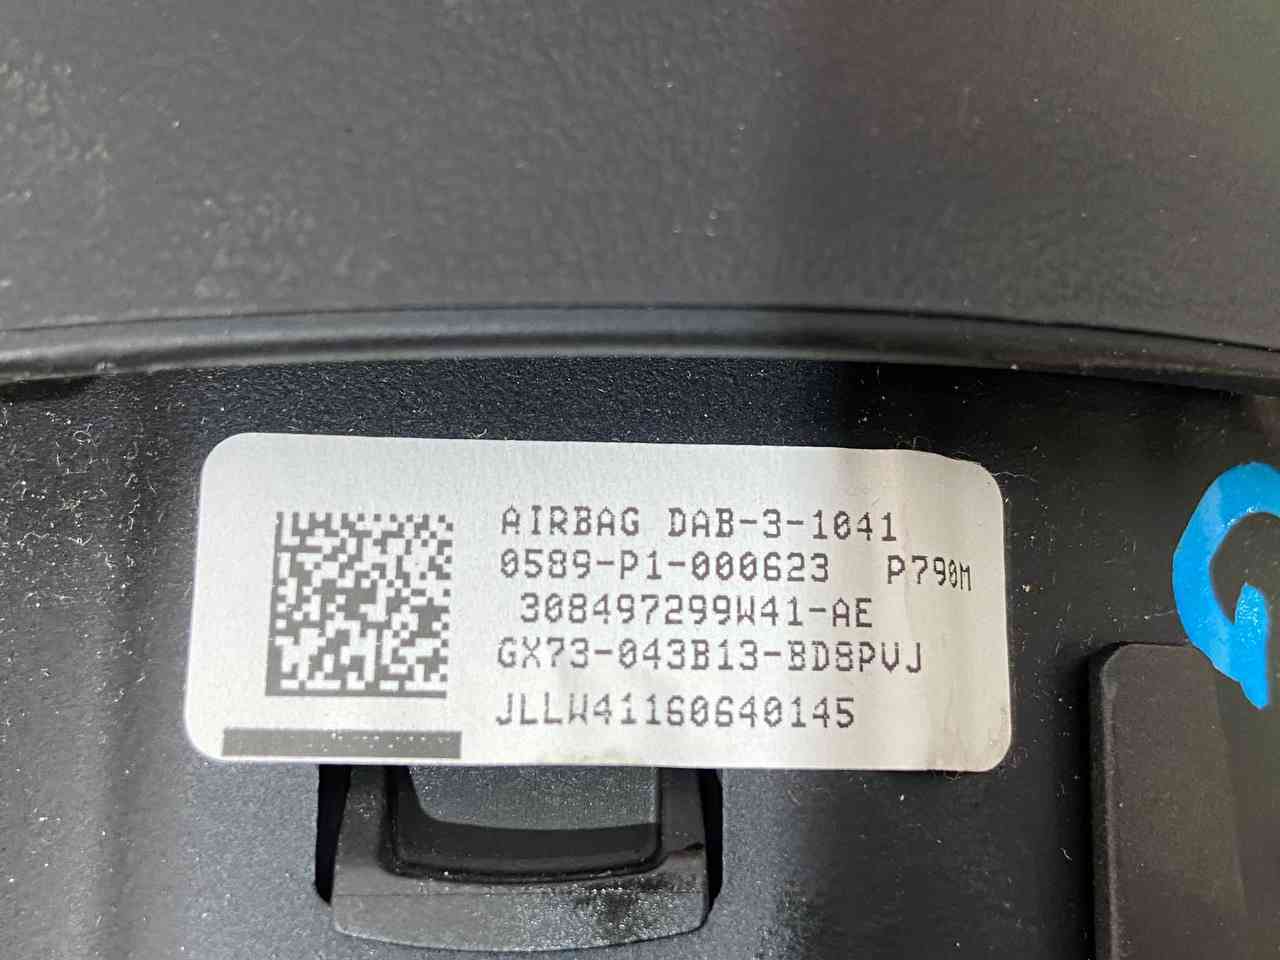 AIRBAG DAB-3-1041
0589-P1-000623 P790M
308497299W41-AE
GX73-043B13-BD8PVJ
JLLW41160640145
G